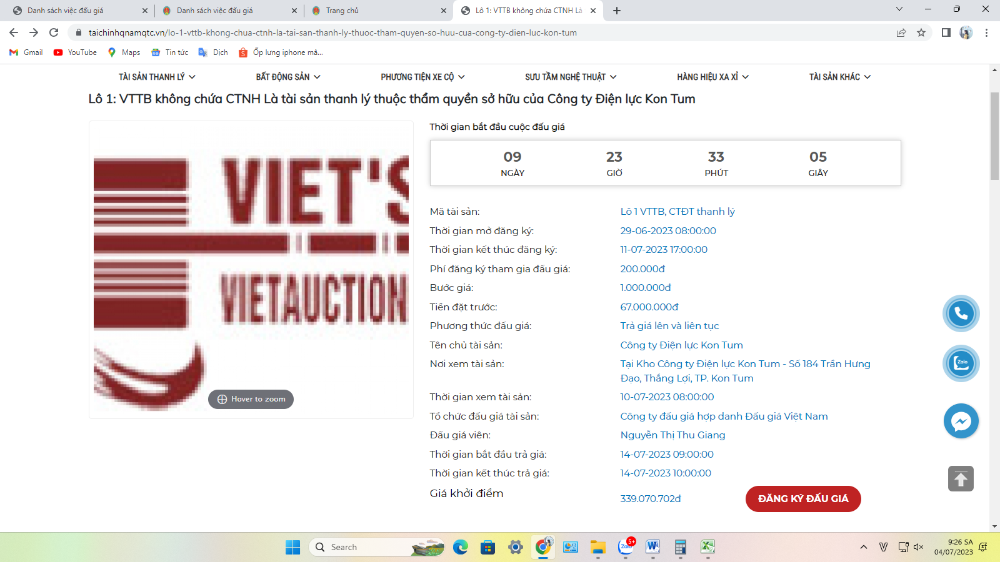 Danh sách việc đấu giá
Danh sách việc đấu giá
Trang chủ
Lô 1: VTTB không chứa CTNH Là
taichinhqnamqtc.vn/lo-1-vttb-khong-chua-ctnh-la-tai-san-thanh-ly-thuoc-tham-quyen-so-huu-cua-cong-ty-dien-luc-kon-tum
Gmail
YouTube
Maps
Tin tức
Dịch
Ốp lưng iphone mâ...
TÀI SẢN THANH LÝ
BẤT ĐỘNG SẢN
PHƯƠNG TIỆN XE CỘ
SƯU TẦM NGHỆ THUẬT
HÀNG HIỆU XA XỈ
TÀI SẢN KHÁC
Lô 1: VTTB không chứa CTNH Là tài sản thanh lý thuộc thẩm quyền sở hữu của Công ty Điện lực Kon Tum
VIET'S
VIETAUCTION
Hover to zoom
Thời gian bắt đầu cuộc đấu giá
09 23 33 05
NGÀY GIỜ PHÚT GIÂY
Mã tài sản: Lô 1 VTTB, CTĐT thanh lý
Thời gian mở đăng ký: 29-06-2023 08:00:00
Thời gian kết thúc đăng ký: 11-07-2023 17:00:00
Phí đăng ký tham gia đấu giá: 200.000đ
Bước giá: 1.000.000đ
Tiền đặt trước: 67.000.000đ
Phương thức đấu giá: Trả giá lên và liên tục
Tên chủ tài sản: Công ty Điện lực Kon Tum
Nơi xem tài sản: Tại Kho Công ty Điện lực Kon Tum - Số 184 Trần Hưng
Đạo, Thắng Lợi, TP. Kon Tum
Thời gian xem tài sản: 10-07-2023 08:00:00
Tổ chức đấu giá tài sản: Công ty đấu giá hợp danh Đấu giá Việt Nam
Đấu giá viên: Nguyễn Thị Thu Giang
Thời gian bắt đầu trả giá: 14-07-2023 09:00:00
Thời gian kết thúc trả giá: 14-07-2023 10:00:00
Giá khởi điểm 339.070.702đ
ĐĂNG KÝ ĐẤU GIÁ
Zalo
Search
Zalo
5+
9:26 SA
04/07/2023